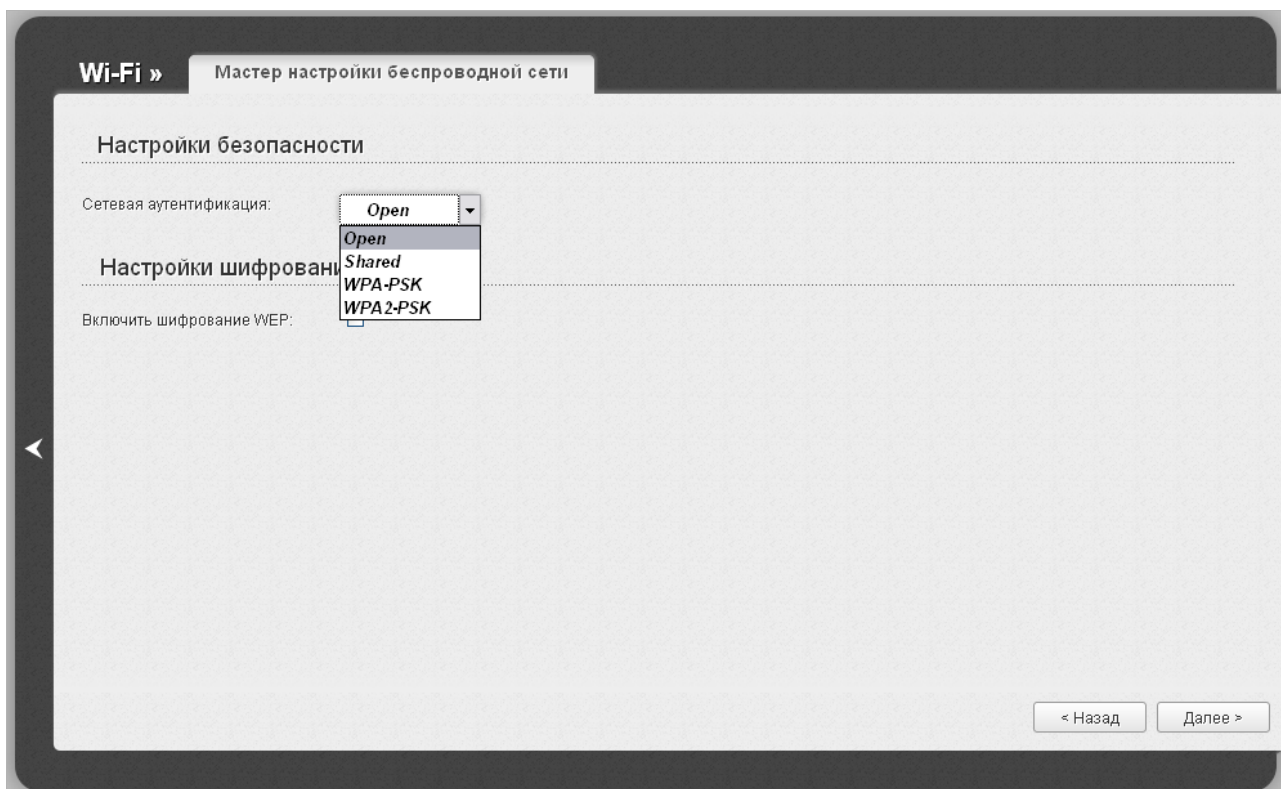 Wi-Fi » Мастер настройки беспроводной сети
Настройки безопасности
Сетевая аутентификация: Open
Open
Shared
WPA-PSK
WPA2-PSK
Настройки
Включить шифрование WEP:
< Назад Далее >